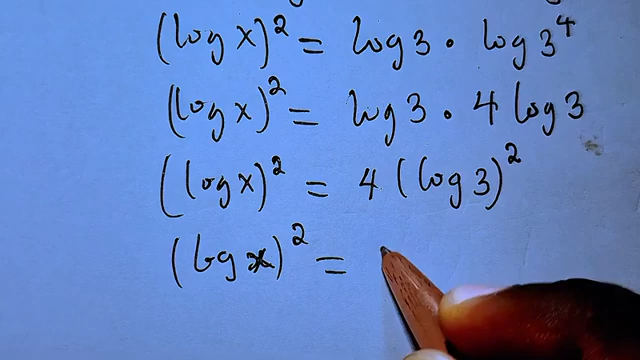 (log x)² = log 3 · log 3⁴
(log x)² = log 3 · 4 log 3
(log x)² = 4 (log 3)²
(log x)² =